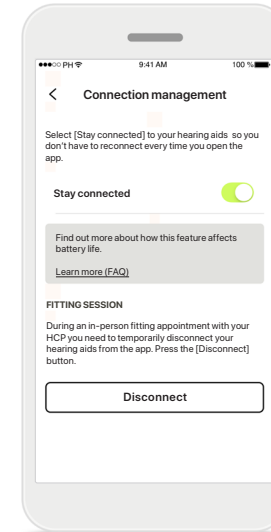 PH 9:41 AM 100 %
Connection management
Select [Stay connected] to your hearing aids so you
don't have to reconnect every time you open the
app.
Stay connected
Find out more about how this feature affects
battery life.
Learn more (FAQ)
FITTING SESSION
During an in-person fitting appointment with your
HCP you need to temporarily disconnect your
hearing aids from the app. Press the [Disconnect]
button.
Disconnect